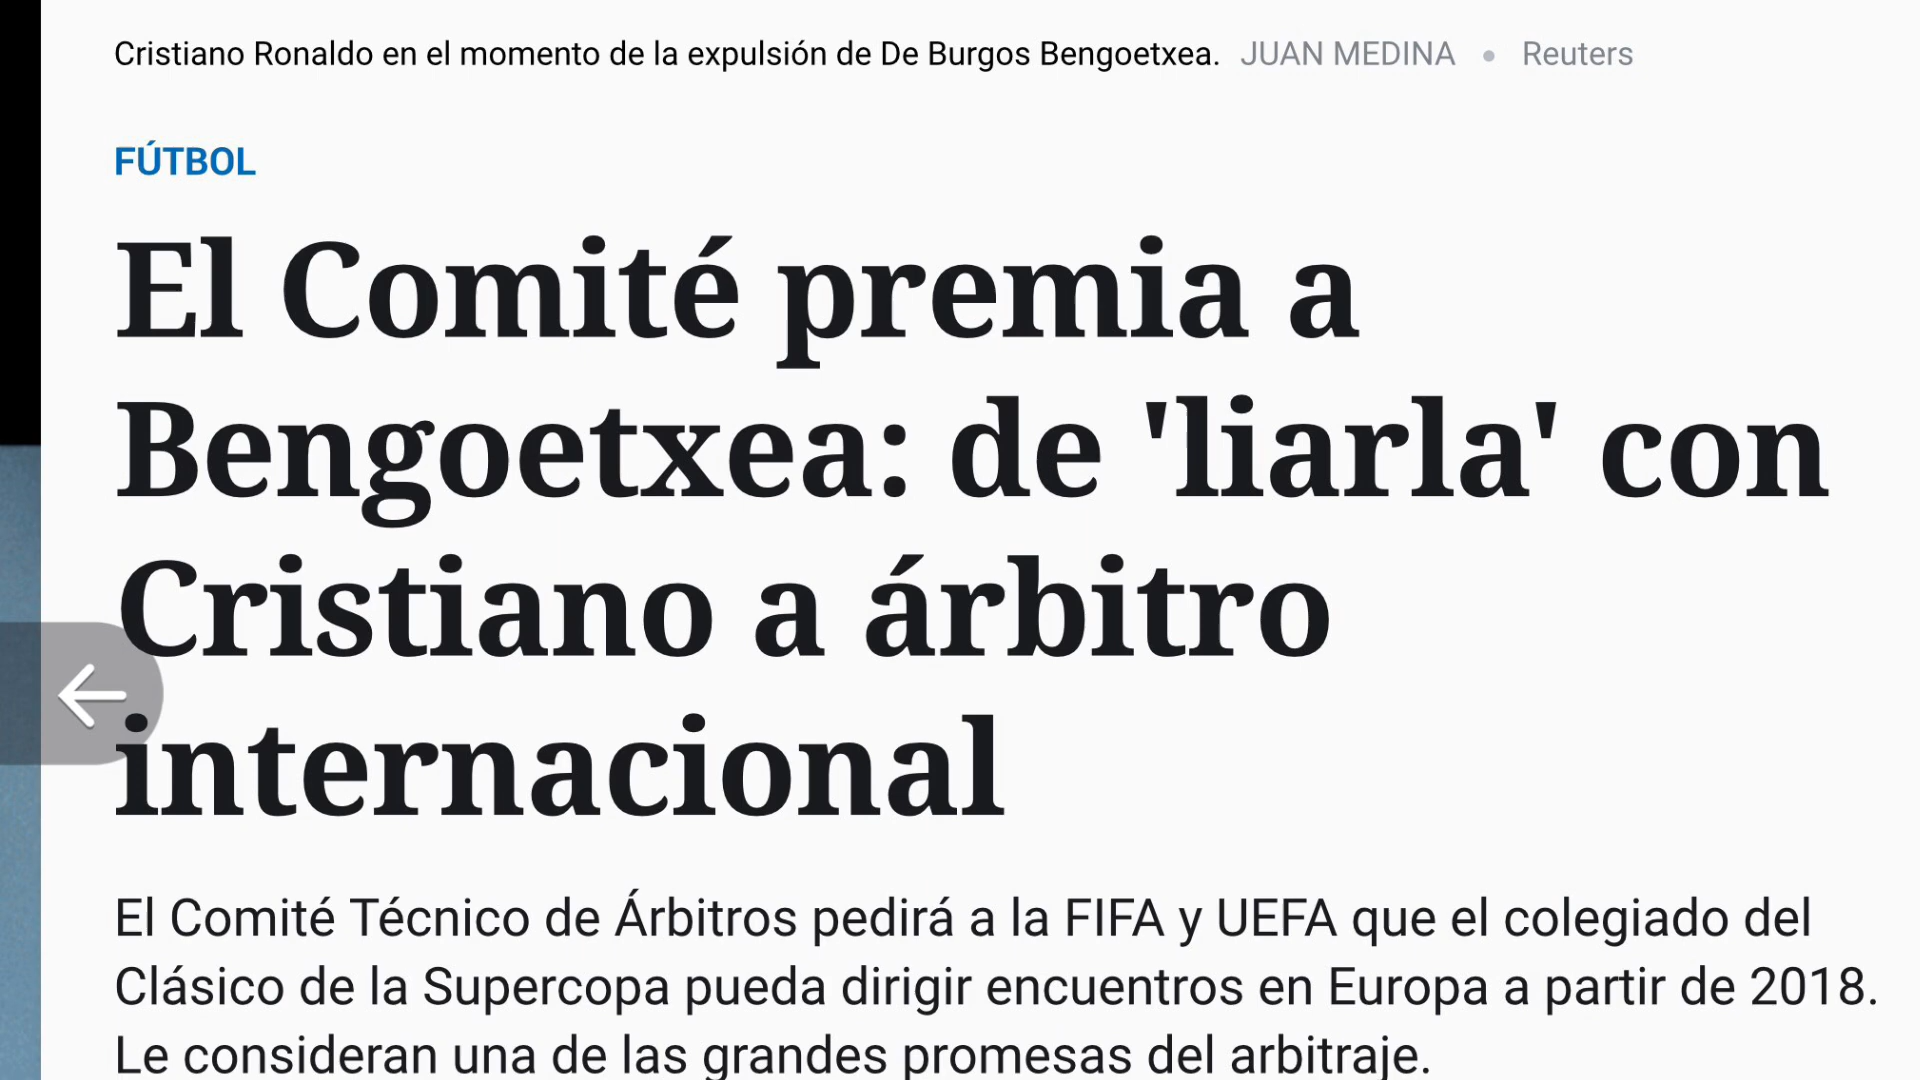 Cristiano Ronaldo en el momento de la expulsión de De Burgos Bengoetxea. JUAN MEDINA • Reuters
FÚTBOL
El Comité premia a
Bengoetxea: de 'liarla' con
Cristiano a árbitro
internacional
El Comité Técnico de Árbitros pedirá a la FIFA y UEFA que el colegiado del
Clásico de la Supercopa pueda dirigir encuentros en Europa a partir de 2018.
Le consideran una de las grandes promesas del arbitraje.